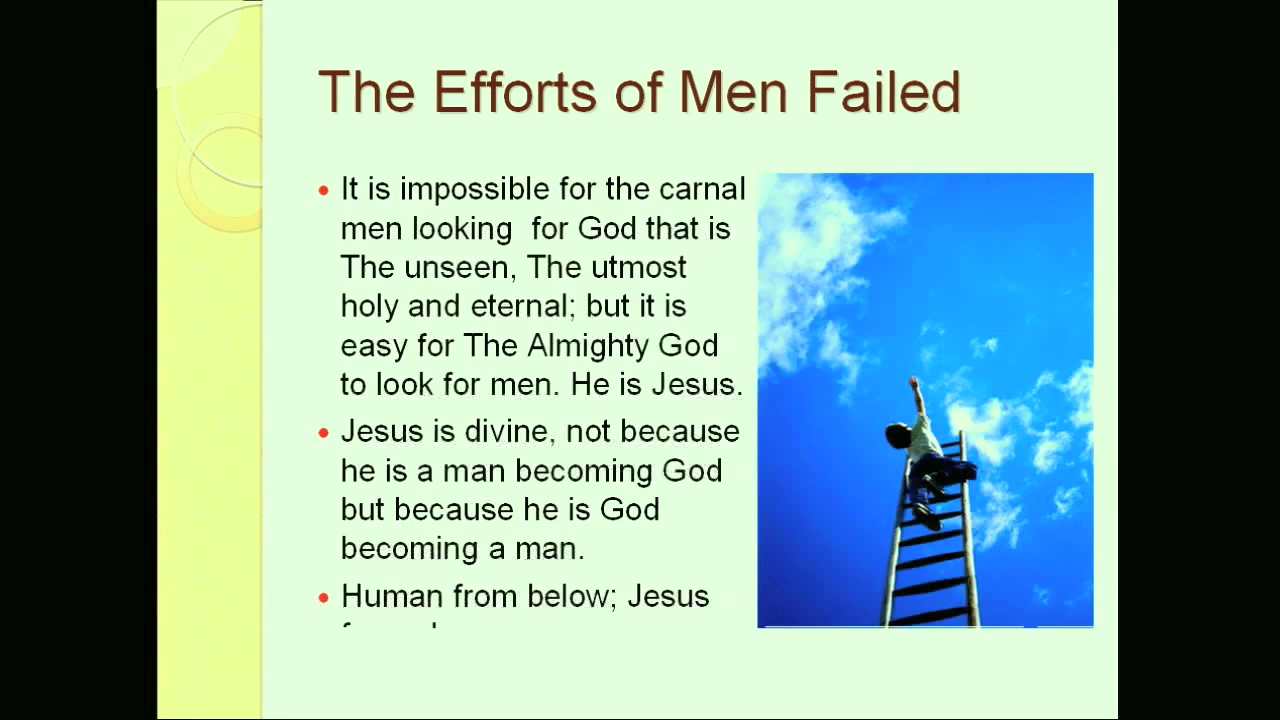 The Efforts of Men Failed
It is impossible for the carnal
men looking for God that is
The unseen, The utmost
holy and eternal; but it is
easy for The Almighty God
to look for men. He is Jesus.
Jesus is divine, not because
he is a man becoming God
but because he is God
becoming a man.
Human from below; Jesus